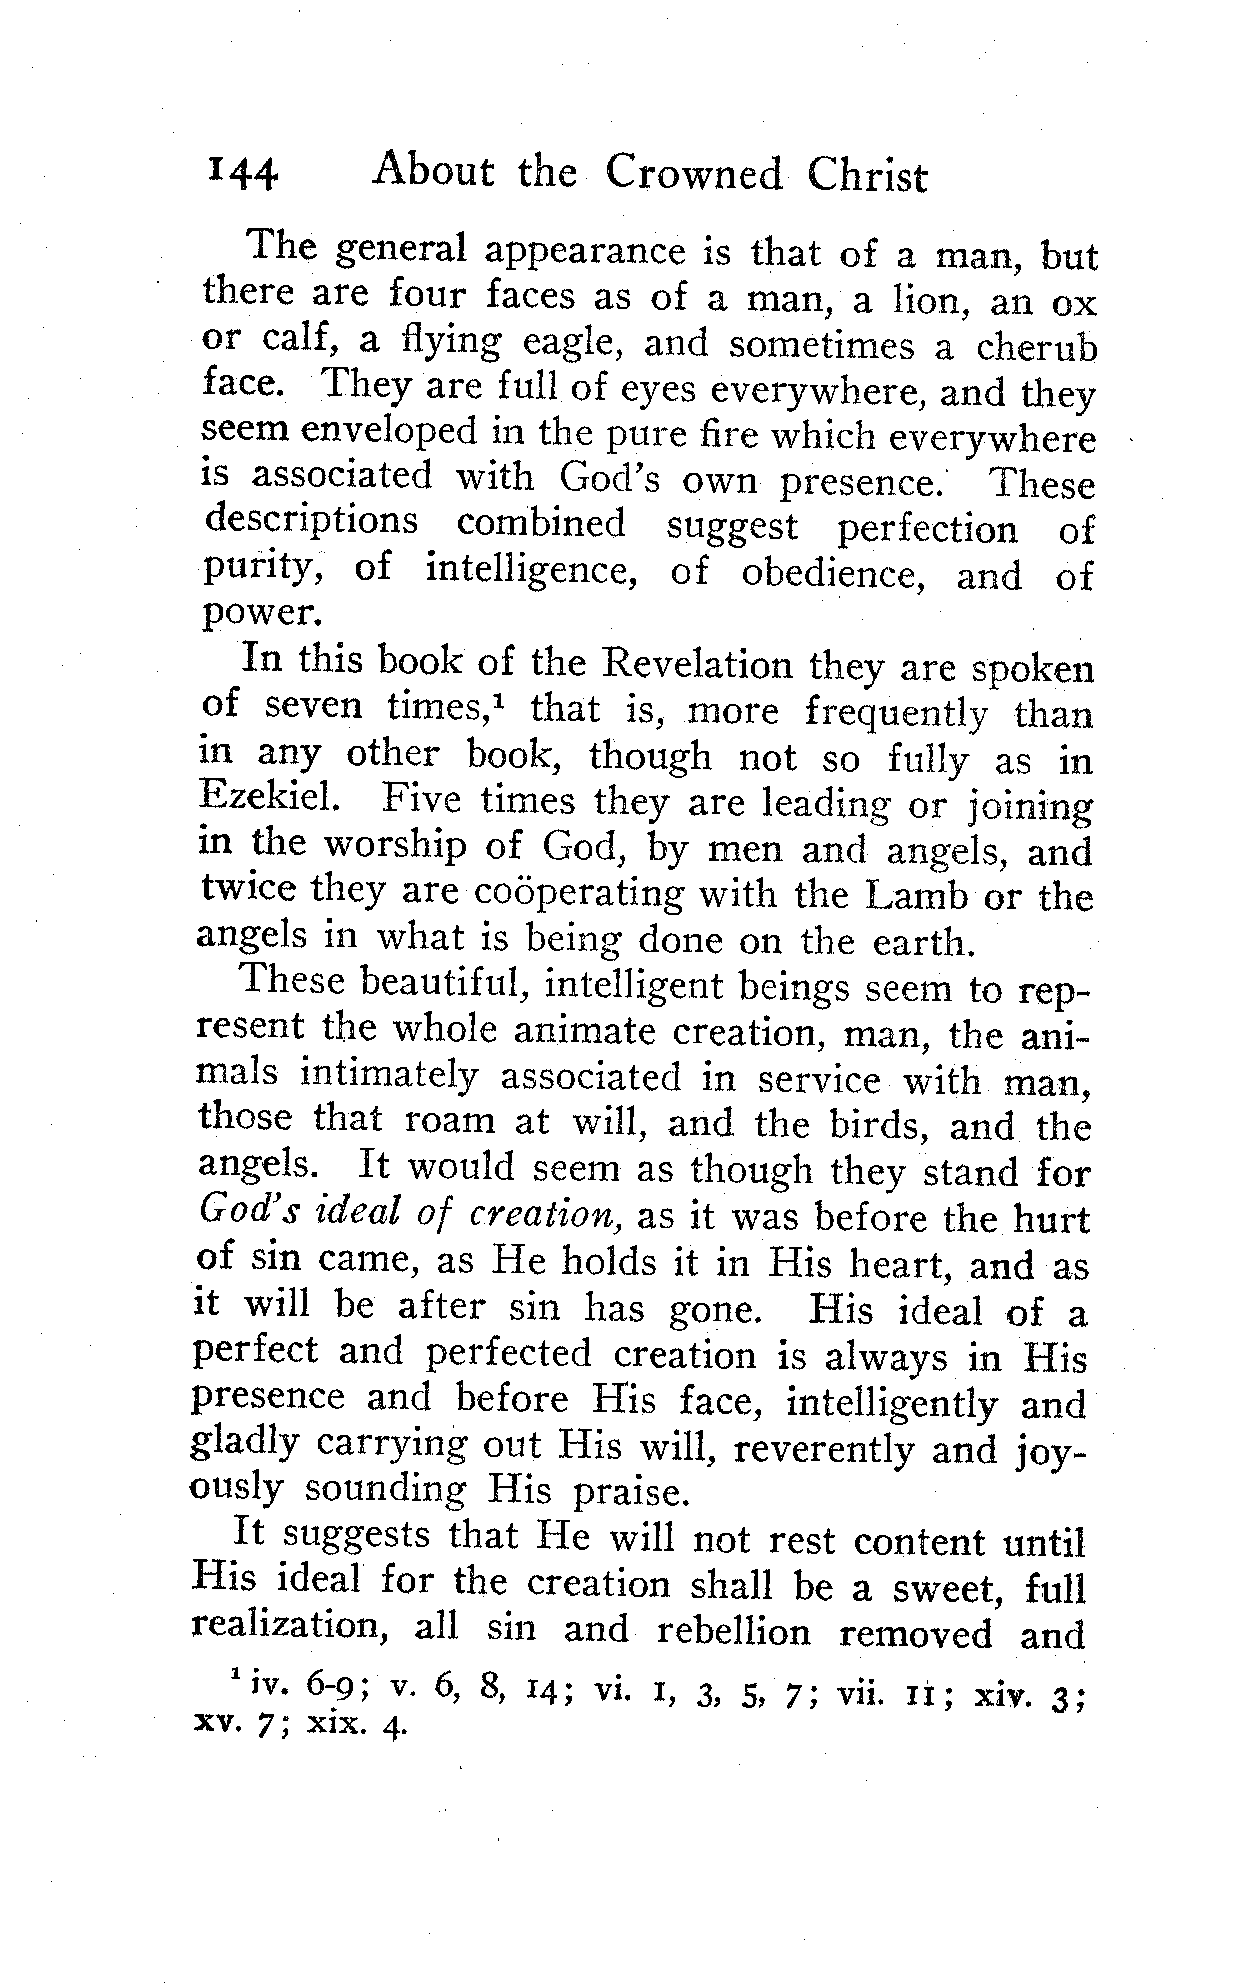 144 About the Crowned Christ
The general appearance is that of a man, but
there are four faces as of a man, a lion, an ox
or calf, a flying eagle, and sometimes a cherub
face. They are full of eyes everywhere, and they
seem enveloped in the pure fire which everywhere
is associated with God's own presence. These
descriptions combined suggest perfection of
purity, of intelligence, of obedience, and of
power.
In this book of the Revelation they are spoken
of seven times,¹ that is, more frequently than
in any other book, though not so fully as in
Ezekiel. Five times they are leading or joining
in the worship of God, by men and angels, and
twice they are coöperating with the Lamb or the
angels in what is being done on the earth.
These beautiful, intelligent beings seem to rep-
resent the whole animate creation, man, the ani-
mals intimately associated in service with man,
those that roam at will, and the birds, and the
angels. It would seem as though they stand for
God's ideal of creation, as it was before the hurt
of sin came, as He holds it in His heart, and as
it will be after sin has gone. His ideal of a
perfect and perfected creation is always in His
presence and before His face, intelligently and
gladly carrying out His will, reverently and joy-
ously sounding His praise.
It suggests that He will not rest content until
His ideal for the creation shall be a sweet, full
realization, all sin and rebellion removed and
¹ iv. 6-9; v. 6, 8, 14; vi. 1, 3, 5, 7; vii. 11; xiv. 3;
xv. 7; xix. 4.